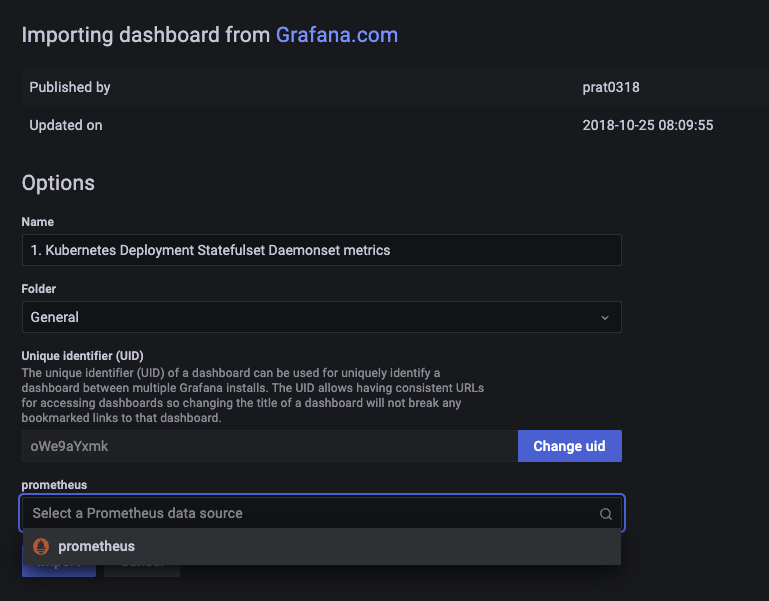 Importing dashboard from Grafana.com
Published by prat0318
Updated on 2018-10-25 08:09:55
Options
Name
1. Kubernetes Deployment Statefulset Daemonset metrics
Folder
General
Unique identifier (UID)
The unique identifier (UID) of a dashboard can be used for uniquely identify a
dashboard between multiple Grafana installs. The UID allows having consistent URLs
for accessing dashboards so changing the title of a dashboard will not break any
bookmarked links to that dashboard.
oWe9aYxmk Change uid
prometheus
Select a Prometheus data source
prometheus